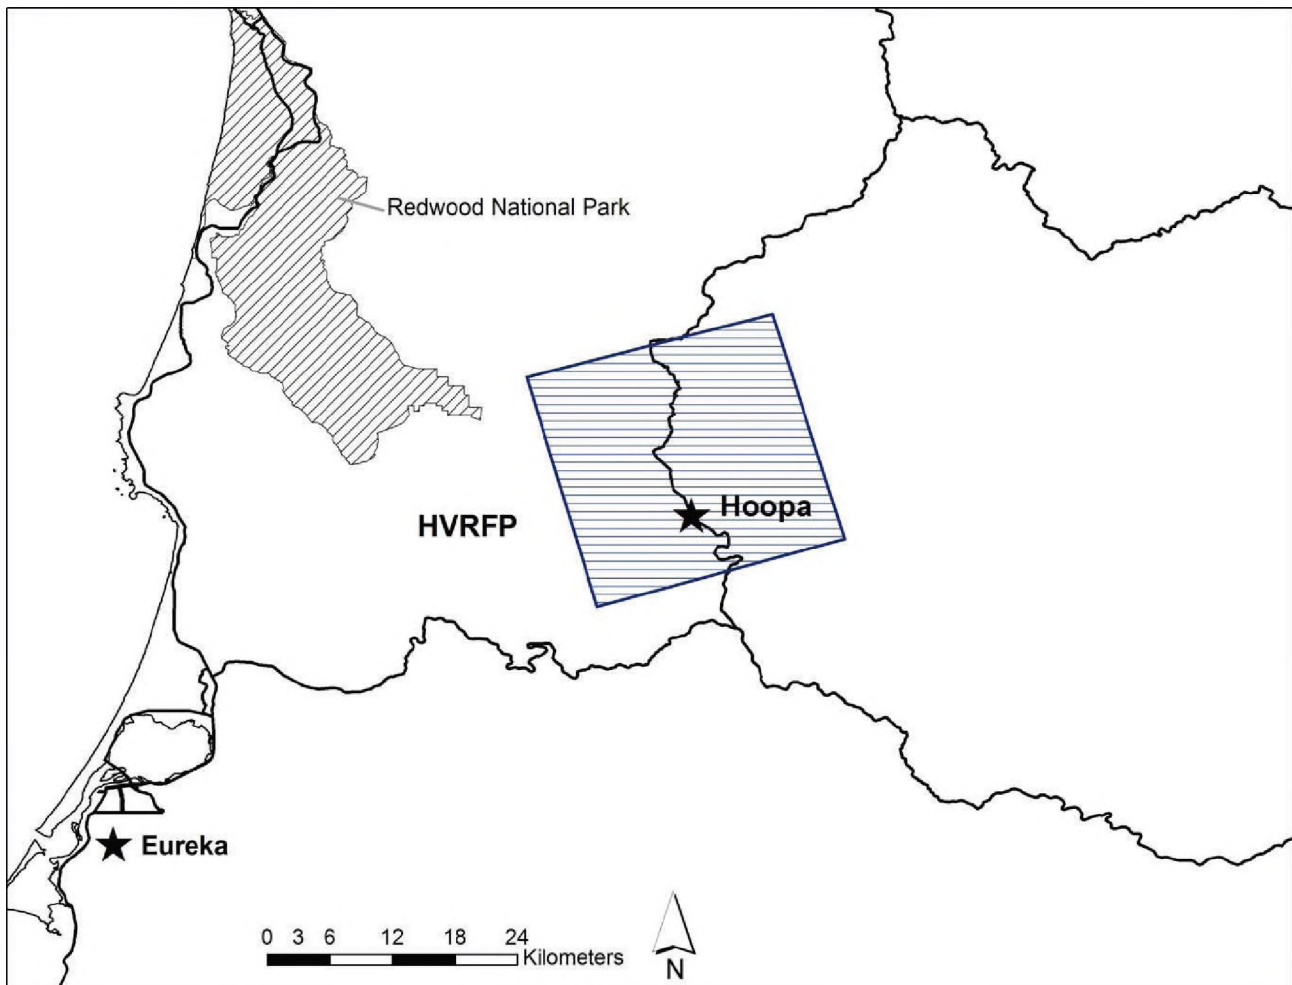 Redwood National Park
HVRFP
Hoopa
Eureka
0 3 6 12 18 24
Kilometers
N